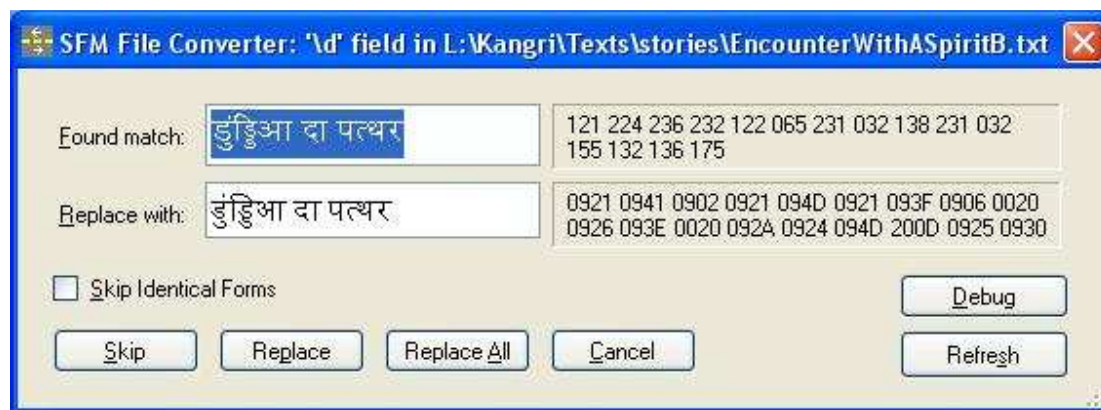 SFM File Converter: '\d' field in L:\Kangri\Texts\stories\EncounterWithASpiritB.txt
Found match: डुंड्डिआ दा पत्थर 121 224 236 232 122 065 231 032 138 231 032
155 132 136 175
Replace with: डुंड्डिआ दा पत्‍थर 0921 0941 0902 0921 094D 0921 093F 0906 0020
0926 093E 0020 092A 0924 094D 200D 0925 0930
Skip Identical Forms
Debug
Skip Replace Replace All Cancel Refresh